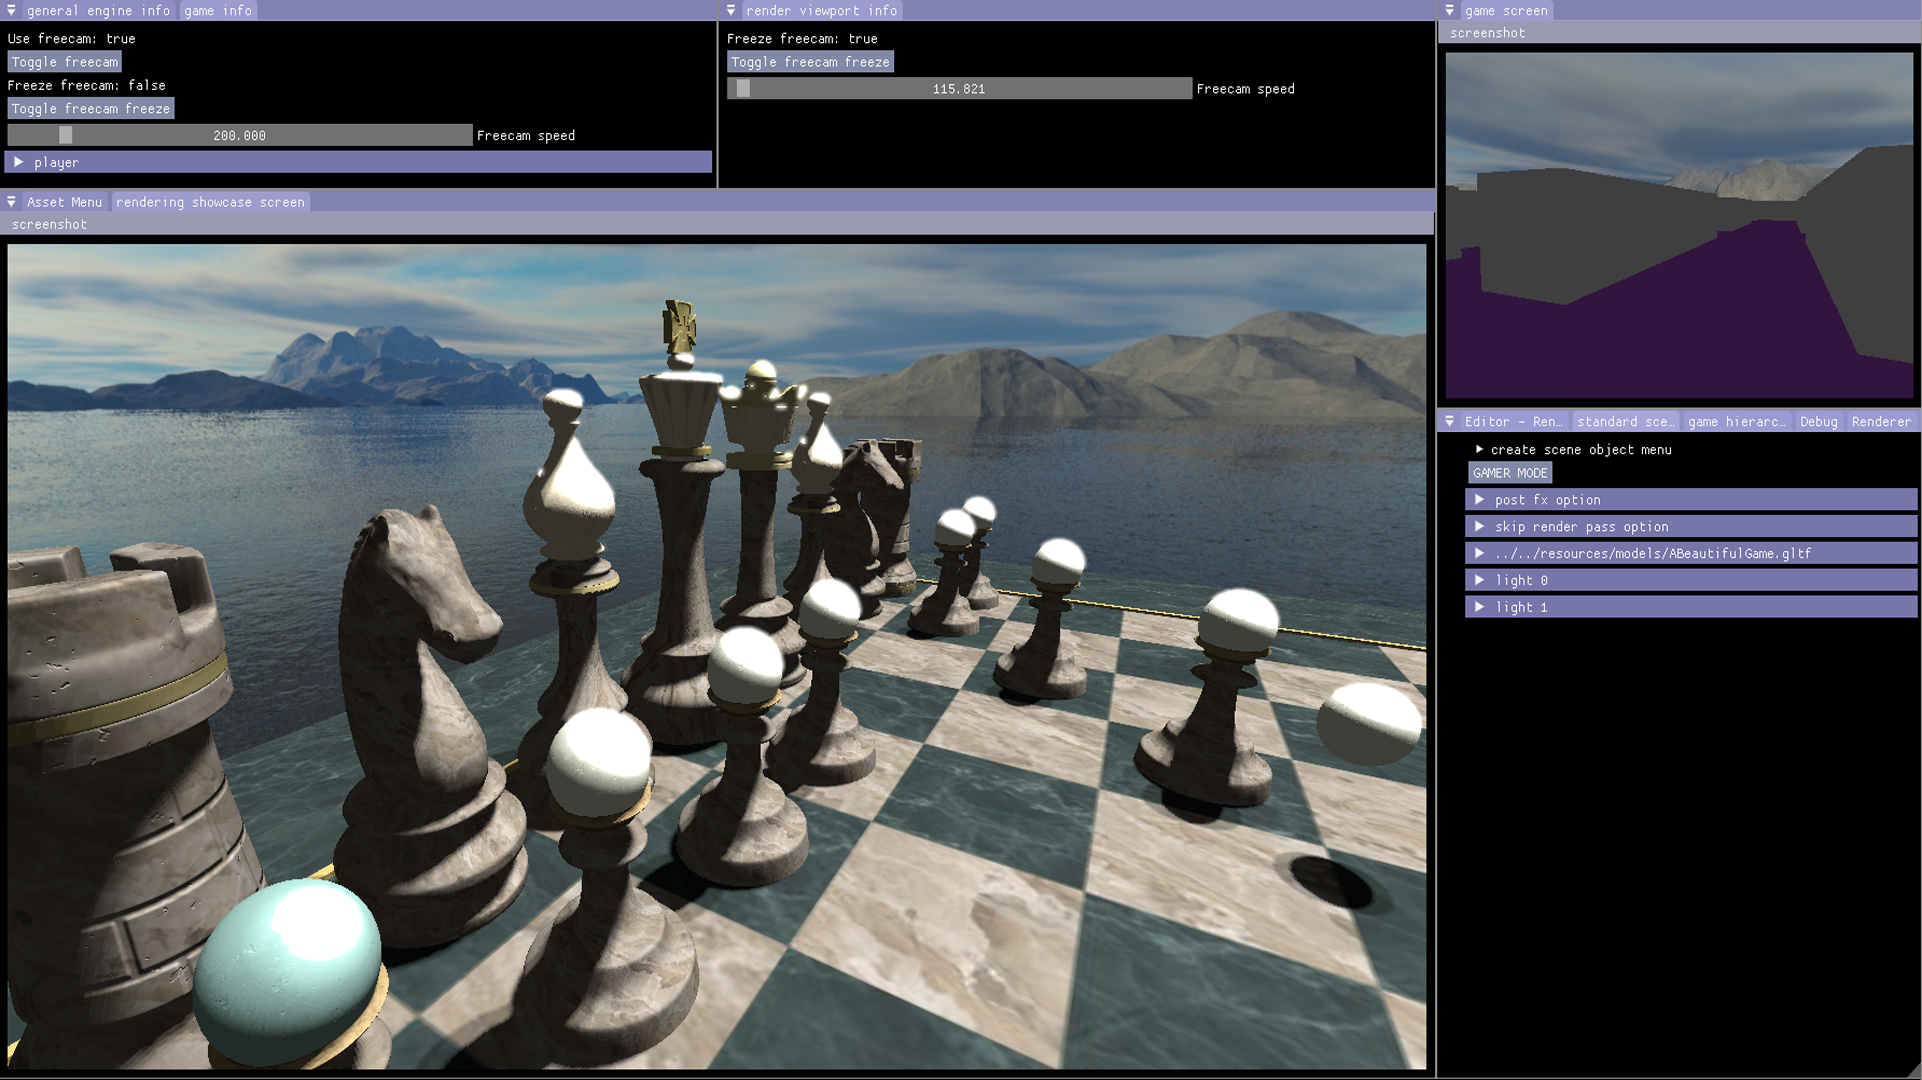 general engine info game info
Use freecam: true
Toggle freecam
Freeze freecam: false
Toggle freecam freeze
200.000 Freecam speed
player
render viewport info
Freeze freecam: true
Toggle freecam freeze
115.821 Freecam speed
Asset Menu rendering showcase screen
screenshot
game screen
screenshot
Editor - Ren… standard sce… game hierarc… Debug Renderer
create scene object menu
GAMER MODE
post fx option
skip render pass option
../../resources/models/ABeautifulGame.gltf
light 0
light 1